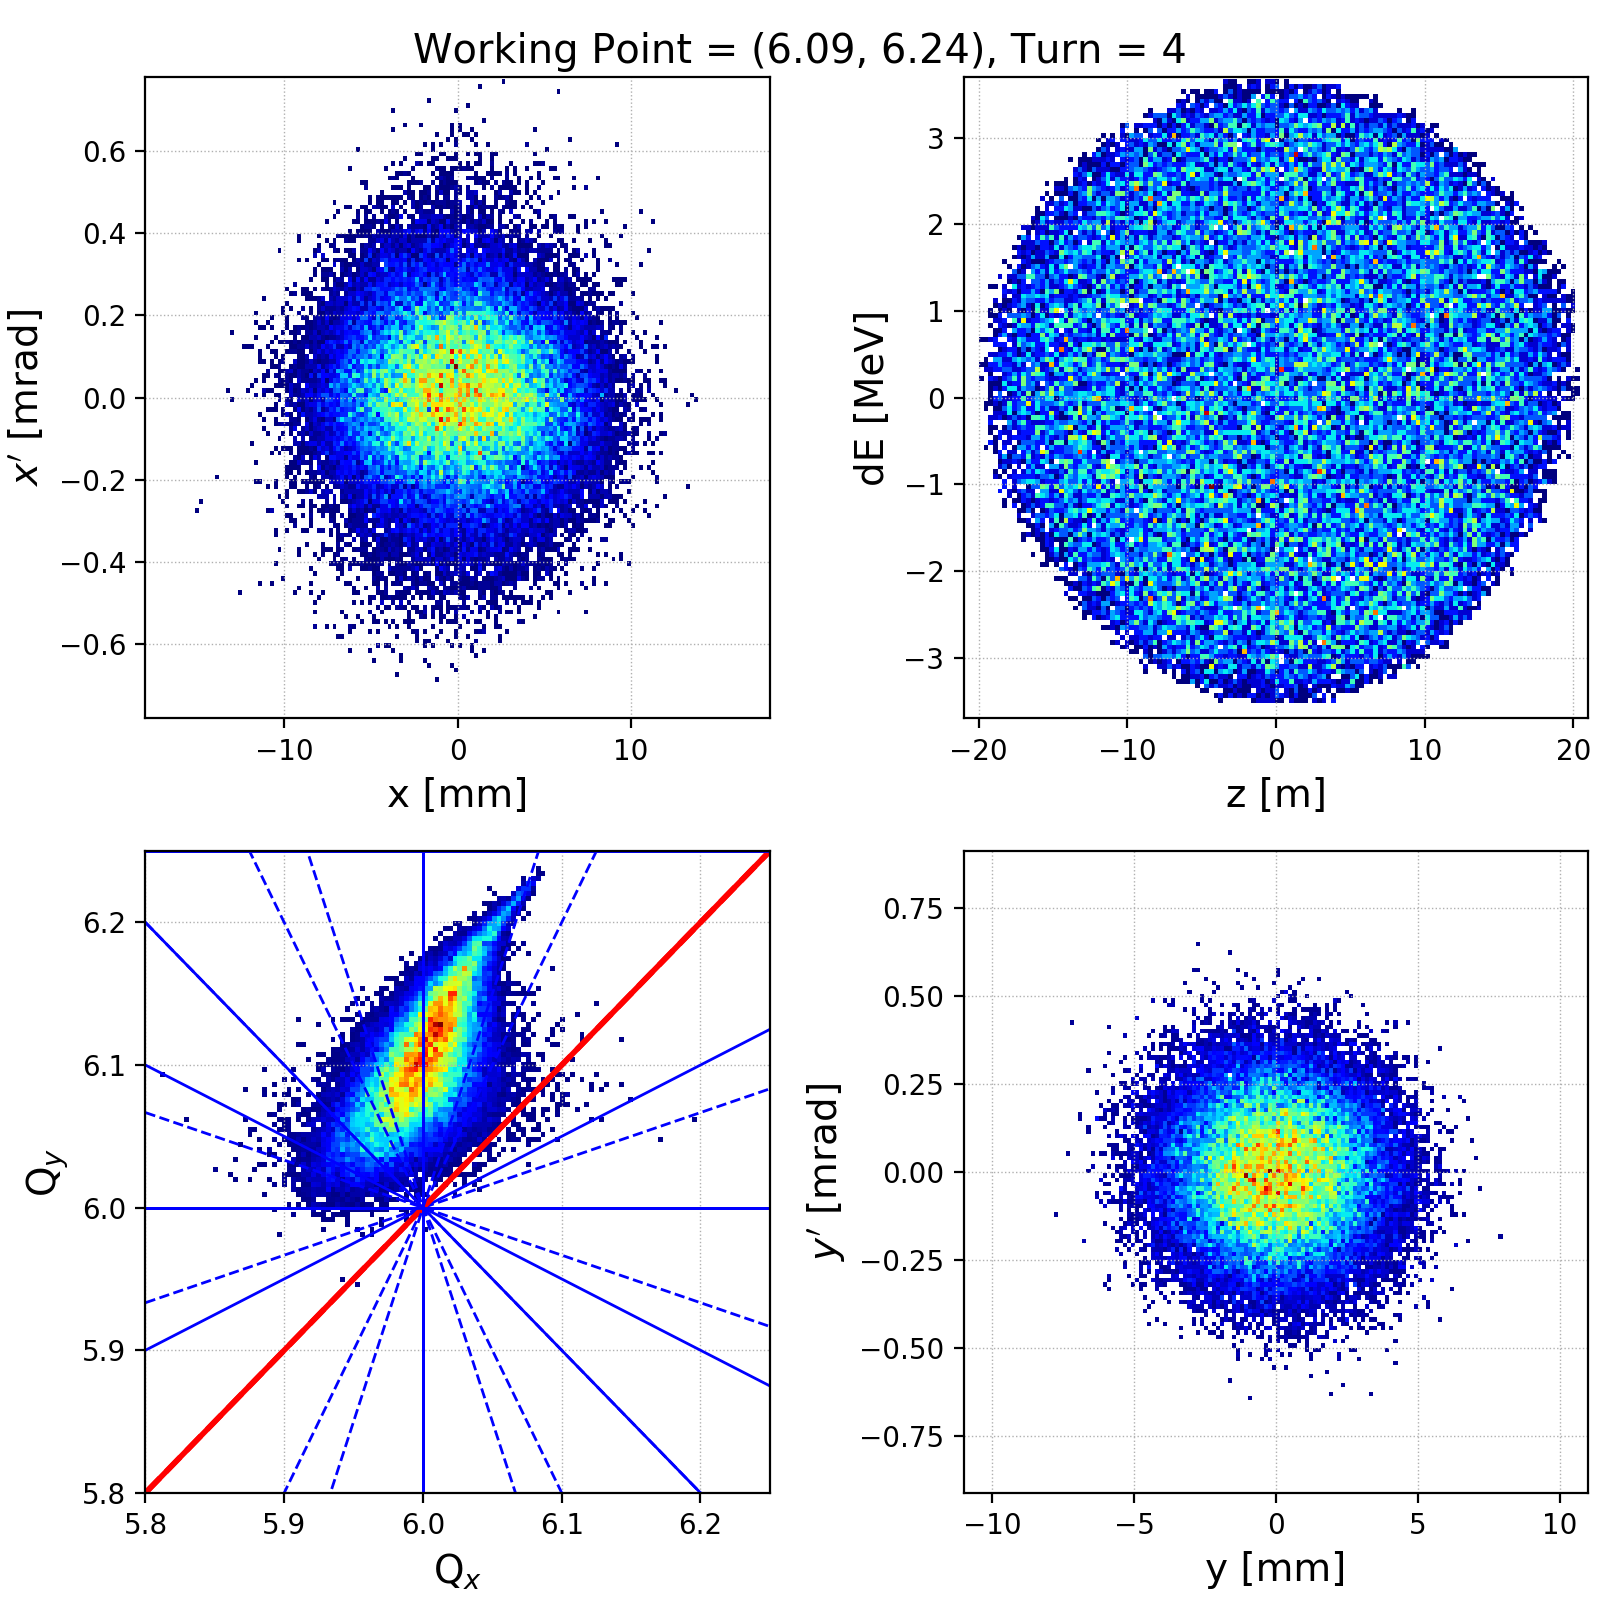 Working Point = (6.09, 6.24), Turn = 4
0.6
0.4
0.2
0.0
−0.2
−0.4
−0.6
x′ [mrad]
−10 0 10
x [mm]
3
2
1
0
−1
−2
−3
dE [MeV]
−20 −10 0 10 20
z [m]
6.2
6.1
6.0
5.9
5.8
Qy
5.8 5.9 6.0 6.1 6.2
Qx
0.75
0.50
0.25
0.00
−0.25
−0.50
−0.75
y′ [mrad]
−10 −5 0 5 10
y [mm]